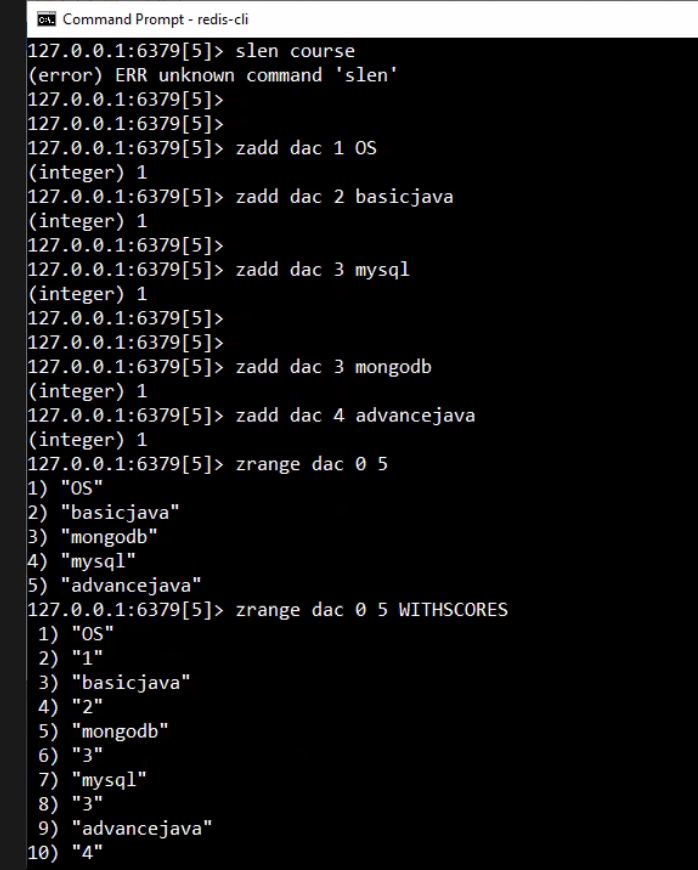 Command Prompt - redis-cli
127.0.0.1:6379[5]> slen course
(error) ERR unknown command 'slen'
127.0.0.1:6379[5]>
127.0.0.1:6379[5]>
127.0.0.1:6379[5]> zadd dac 1 OS
(integer) 1
127.0.0.1:6379[5]> zadd dac 2 basicjava
(integer) 1
127.0.0.1:6379[5]>
127.0.0.1:6379[5]> zadd dac 3 mysql
(integer) 1
127.0.0.1:6379[5]>
127.0.0.1:6379[5]>
127.0.0.1:6379[5]> zadd dac 3 mongodb
(integer) 1
127.0.0.1:6379[5]> zadd dac 4 advancejava
(integer) 1
127.0.0.1:6379[5]> zrange dac 0 5
1) "OS"
2) "basicjava"
3) "mongodb"
4) "mysql"
5) "advancejava"
127.0.0.1:6379[5]> zrange dac 0 5 WITHSCORES
1) "OS"
2) "1"
3) "basicjava"
4) "2"
5) "mongodb"
6) "3"
7) "mysql"
8) "3"
9) "advancejava"
10) "4"